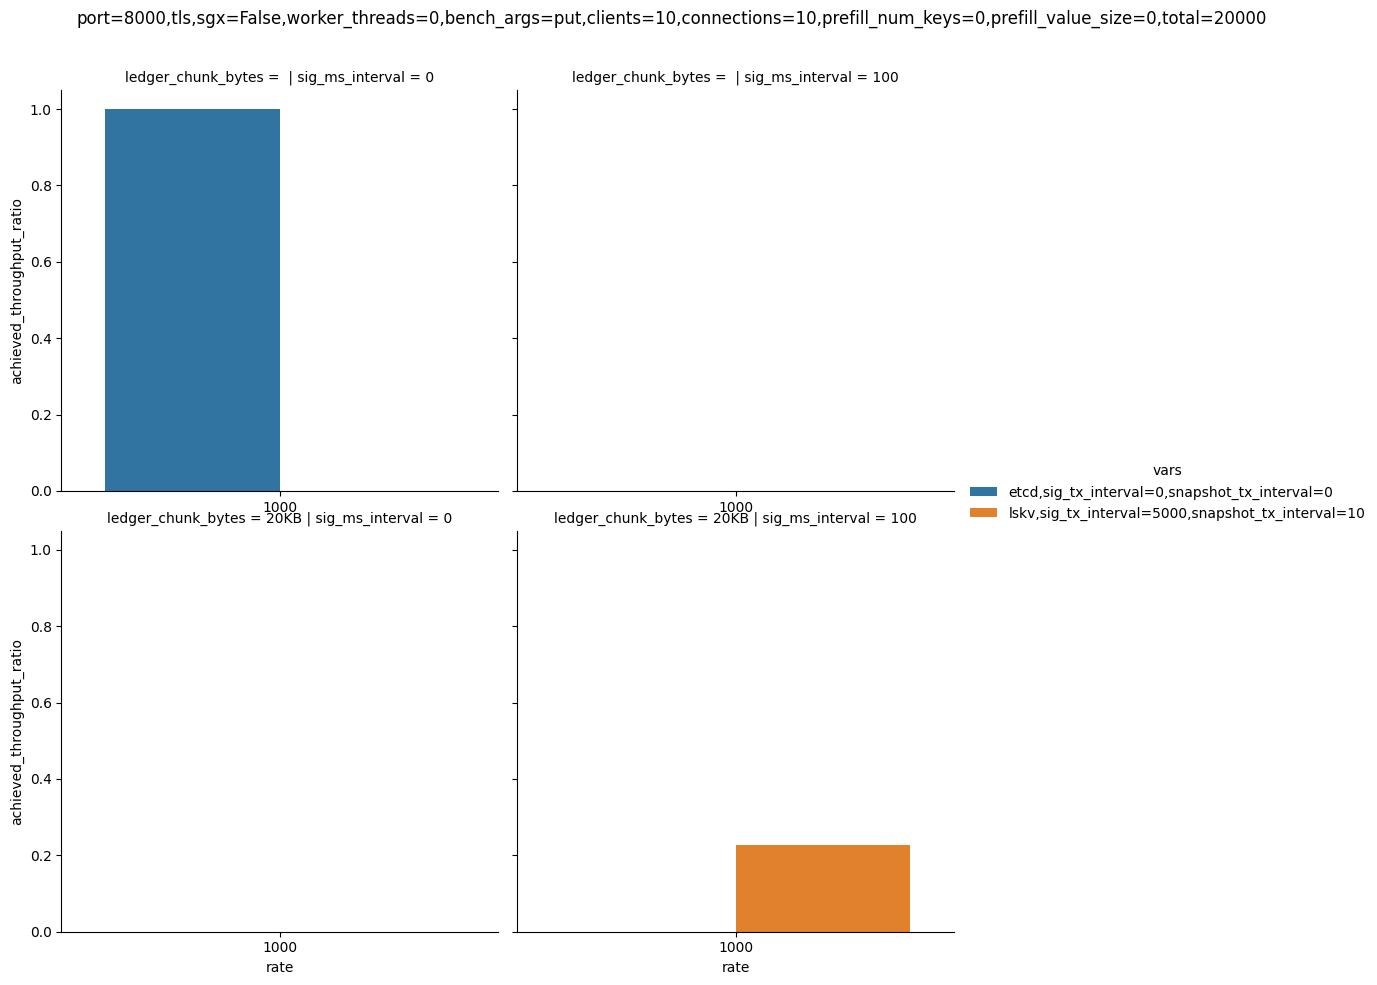 port=8000,tls,sgx=False,worker_threads=0,bench_args=put,clients=10,connections=10,prefill_num_keys=0,prefill_value_size=0,total=20000
ledger_chunk_bytes =  | sig_ms_interval = 0
ledger_chunk_bytes =  | sig_ms_interval = 100
1.0
0.8
0.6
0.4
0.2
0.0
achieved_throughput_ratio
1000
1000
ledger_chunk_bytes = 20KB | sig_ms_interval = 0
ledger_chunk_bytes = 20KB | sig_ms_interval = 100
1.0
0.8
0.6
0.4
0.2
0.0
achieved_throughput_ratio
1000
rate
1000
rate
vars
etcd,sig_tx_interval=0,snapshot_tx_interval=0
lskv,sig_tx_interval=5000,snapshot_tx_interval=10